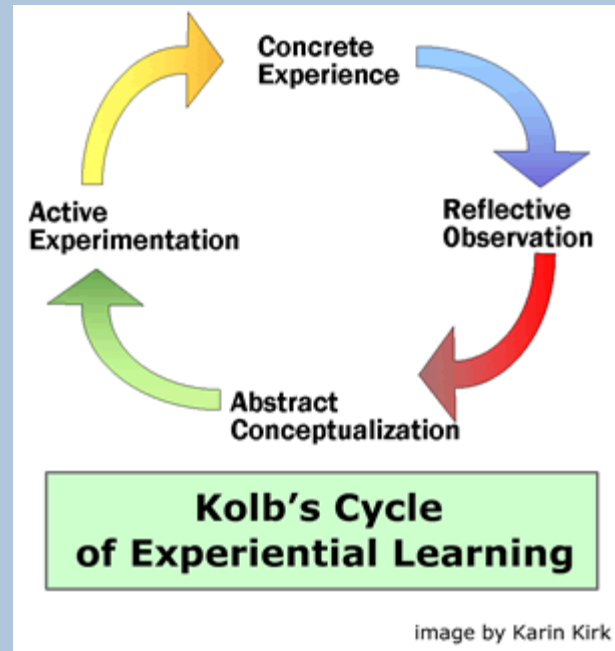 Concrete
Experience
Reflective
Observation
Abstract
Conceptualization
Active
Experimentation
Kolb's Cycle
of Experiential Learning
image by Karin Kirk